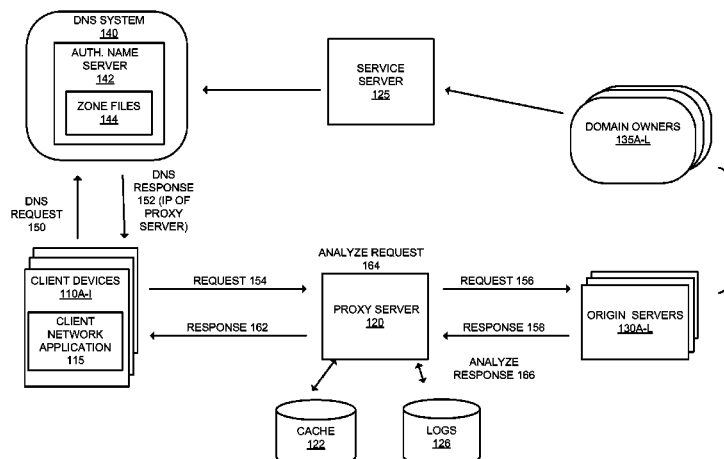 DNS SYSTEM
140
AUTH. NAME
SERVER
142
ZONE FILES
144
SERVICE
SERVER
125
DOMAIN OWNERS
135A-L
DNS
REQUEST
150
DNS
RESPONSE
152 (IP OF
PROXY
SERVER)
CLIENT DEVICES
110A-I
CLIENT
NETWORK
APPLICATION
115
REQUEST 154
RESPONSE 162
ANALYZE REQUEST
164
PROXY SERVER
120
REQUEST 156
RESPONSE 158
ANALYZE
RESPONSE 166
ORIGIN SERVERS
130A-L
CACHE
122
LOGS
126